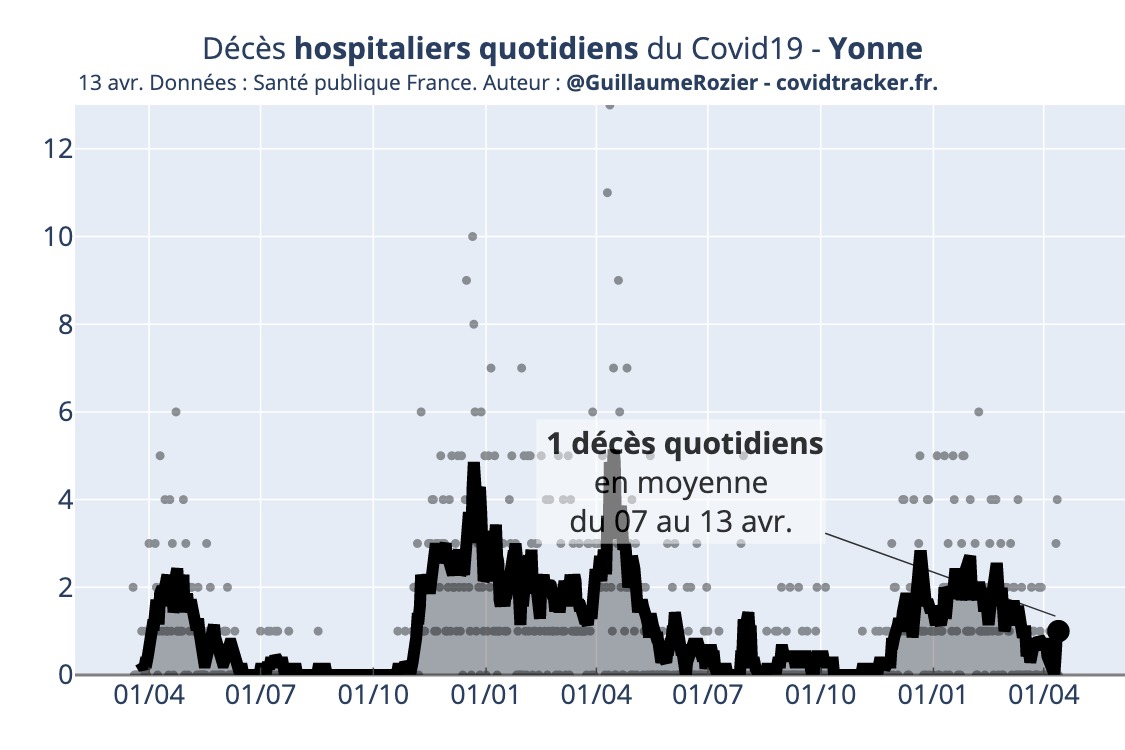 Décès hospitaliers quotidiens du Covid19 - Yonne
13 avr. Données : Santé publique France. Auteur : @GuillaumeRozier - covidtracker.fr.
12
10
8
6
4
2
0
1 décès quotidiens
en moyenne
du 07 au 13 avr.
01/04 01/07 01/10 01/01 01/04 01/07 01/10 01/01 01/04